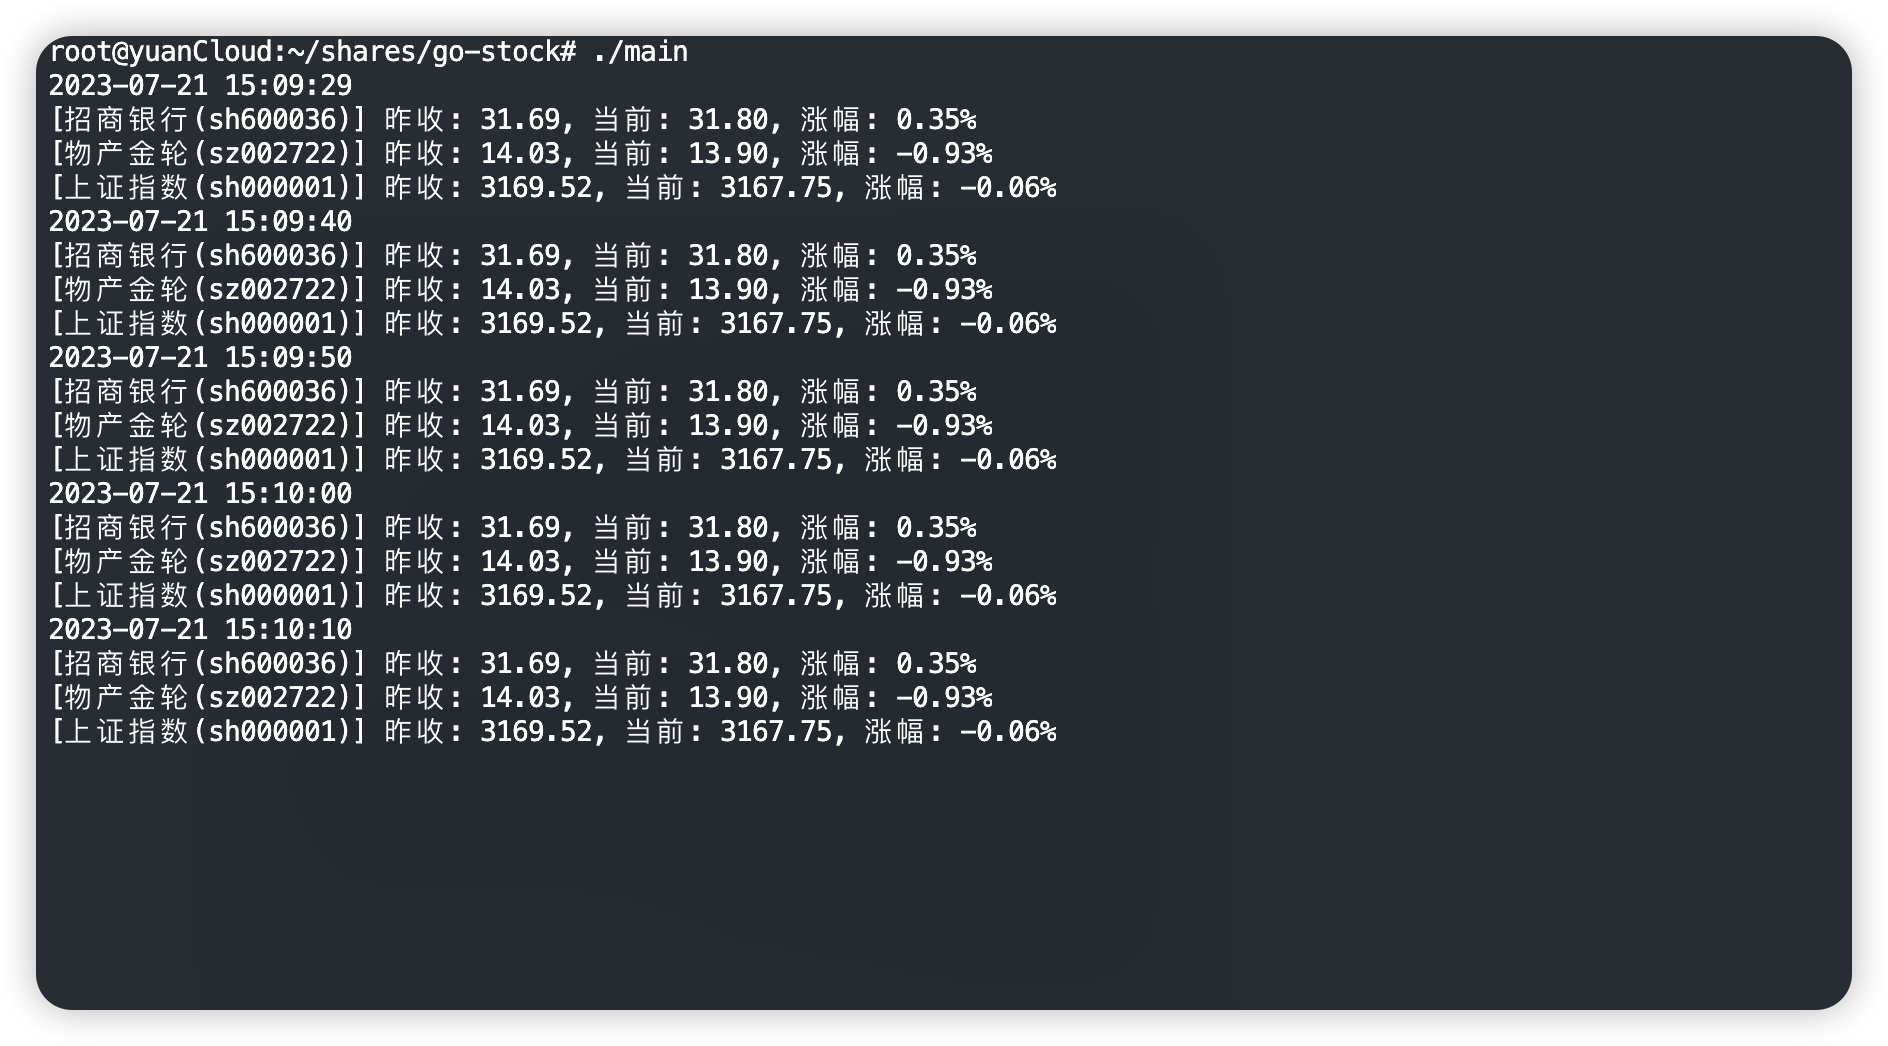 root@yuanCloud:~/shares/go-stock# ./main
2023-07-21 15:09:29
[招商银行(sh600036)] 昨收: 31.69, 当前: 31.80, 涨幅: 0.35%
[物产金轮(sz002722)] 昨收: 14.03, 当前: 13.90, 涨幅: -0.93%
[上证指数(sh000001)] 昨收: 3169.52, 当前: 3167.75, 涨幅: -0.06%
2023-07-21 15:09:40
[招商银行(sh600036)] 昨收: 31.69, 当前: 31.80, 涨幅: 0.35%
[物产金轮(sz002722)] 昨收: 14.03, 当前: 13.90, 涨幅: -0.93%
[上证指数(sh000001)] 昨收: 3169.52, 当前: 3167.75, 涨幅: -0.06%
2023-07-21 15:09:50
[招商银行(sh600036)] 昨收: 31.69, 当前: 31.80, 涨幅: 0.35%
[物产金轮(sz002722)] 昨收: 14.03, 当前: 13.90, 涨幅: -0.93%
[上证指数(sh000001)] 昨收: 3169.52, 当前: 3167.75, 涨幅: -0.06%
2023-07-21 15:10:00
[招商银行(sh600036)] 昨收: 31.69, 当前: 31.80, 涨幅: 0.35%
[物产金轮(sz002722)] 昨收: 14.03, 当前: 13.90, 涨幅: -0.93%
[上证指数(sh000001)] 昨收: 3169.52, 当前: 3167.75, 涨幅: -0.06%
2023-07-21 15:10:10
[招商银行(sh600036)] 昨收: 31.69, 当前: 31.80, 涨幅: 0.35%
[物产金轮(sz002722)] 昨收: 14.03, 当前: 13.90, 涨幅: -0.93%
[上证指数(sh000001)] 昨收: 3169.52, 当前: 3167.75, 涨幅: -0.06%